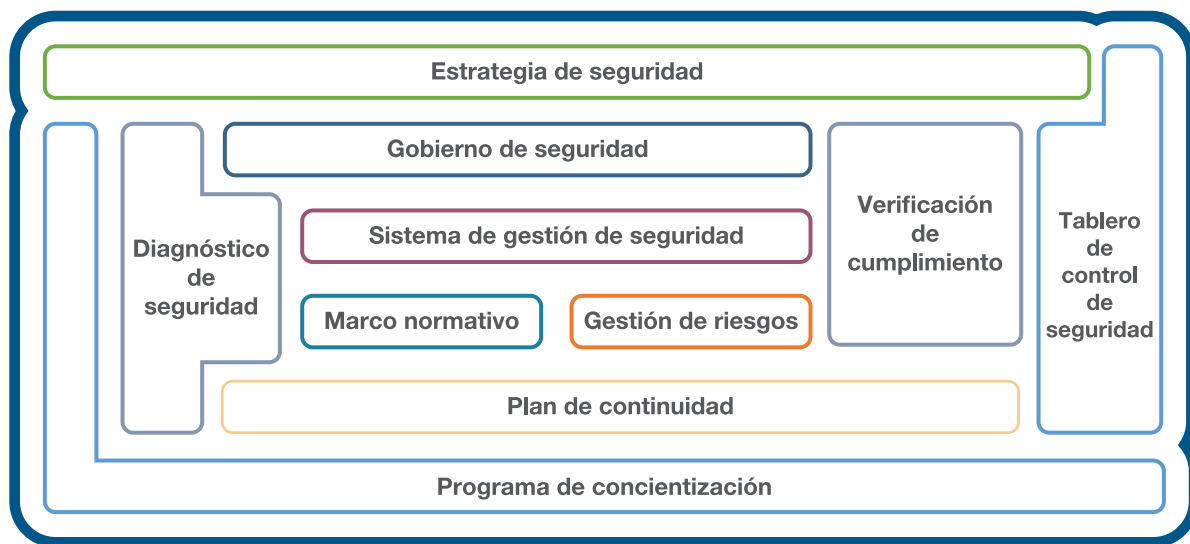 Estrategia de seguridad
Gobierno de seguridad
Sistema de gestión de seguridad
Marco normativo
Gestión de riesgos
Plan de continuidad
Programa de concientización
Diagnóstico
de
seguridad
Verificación
de
cumplimiento
Tablero
de
control
de
seguridad